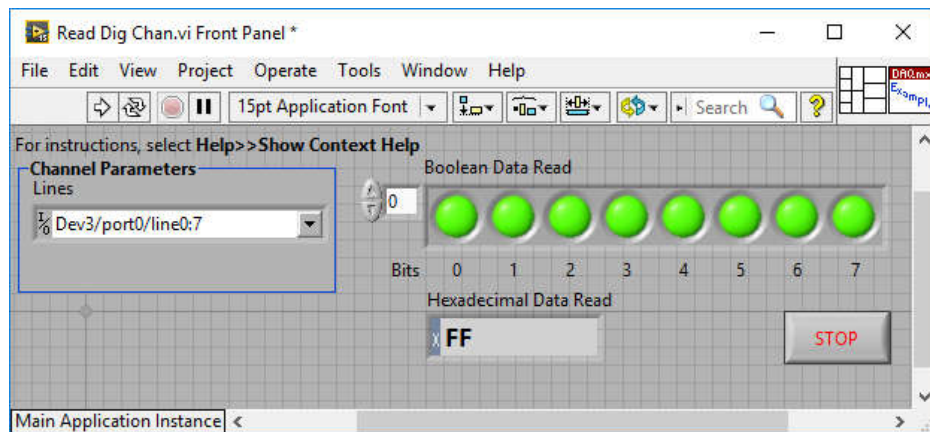 Read Dig Chan.vi Front Panel *
File Edit View Project Operate Tools Window Help
15pt Application Font
Search
?
DAQmx
Exampl
For instructions, select Help>>Show Context Help
Channel Parameters
Lines
Dev3/port0/line0:7
Boolean Data Read
0
Bits 0 1 2 3 4 5 6 7
Hexadecimal Data Read
x FF
STOP
Main Application Instance